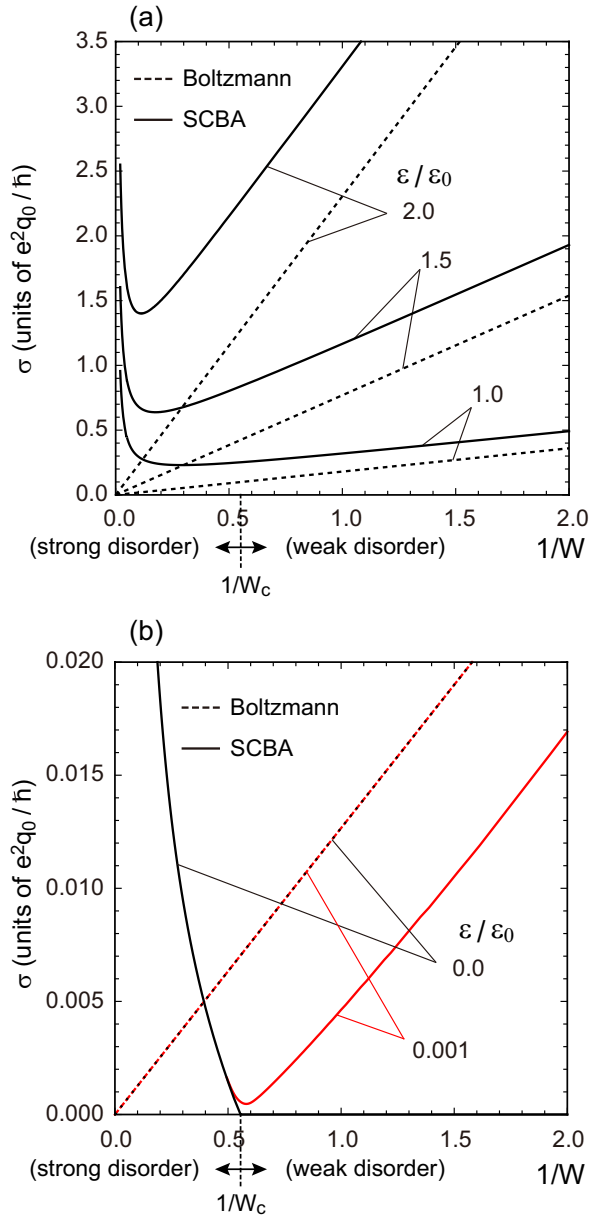 (a)
3.5
3.0
2.5
2.0
1.5
1.0
0.5
0.0
σ (units of e²q₀ / ħ)
Boltzmann
SCBA
ε / ε₀
2.0
1.5
1.0
0.0 0.5 1.0 1.5 2.0
(strong disorder) (weak disorder) 1/W
1/W_c
(b)
0.020
0.015
0.010
0.005
0.000
σ (units of e²q₀ / ħ)
Boltzmann
SCBA
ε / ε₀
0.0
0.001
0.0 0.5 1.0 1.5 2.0
(strong disorder) (weak disorder) 1/W
1/W_c